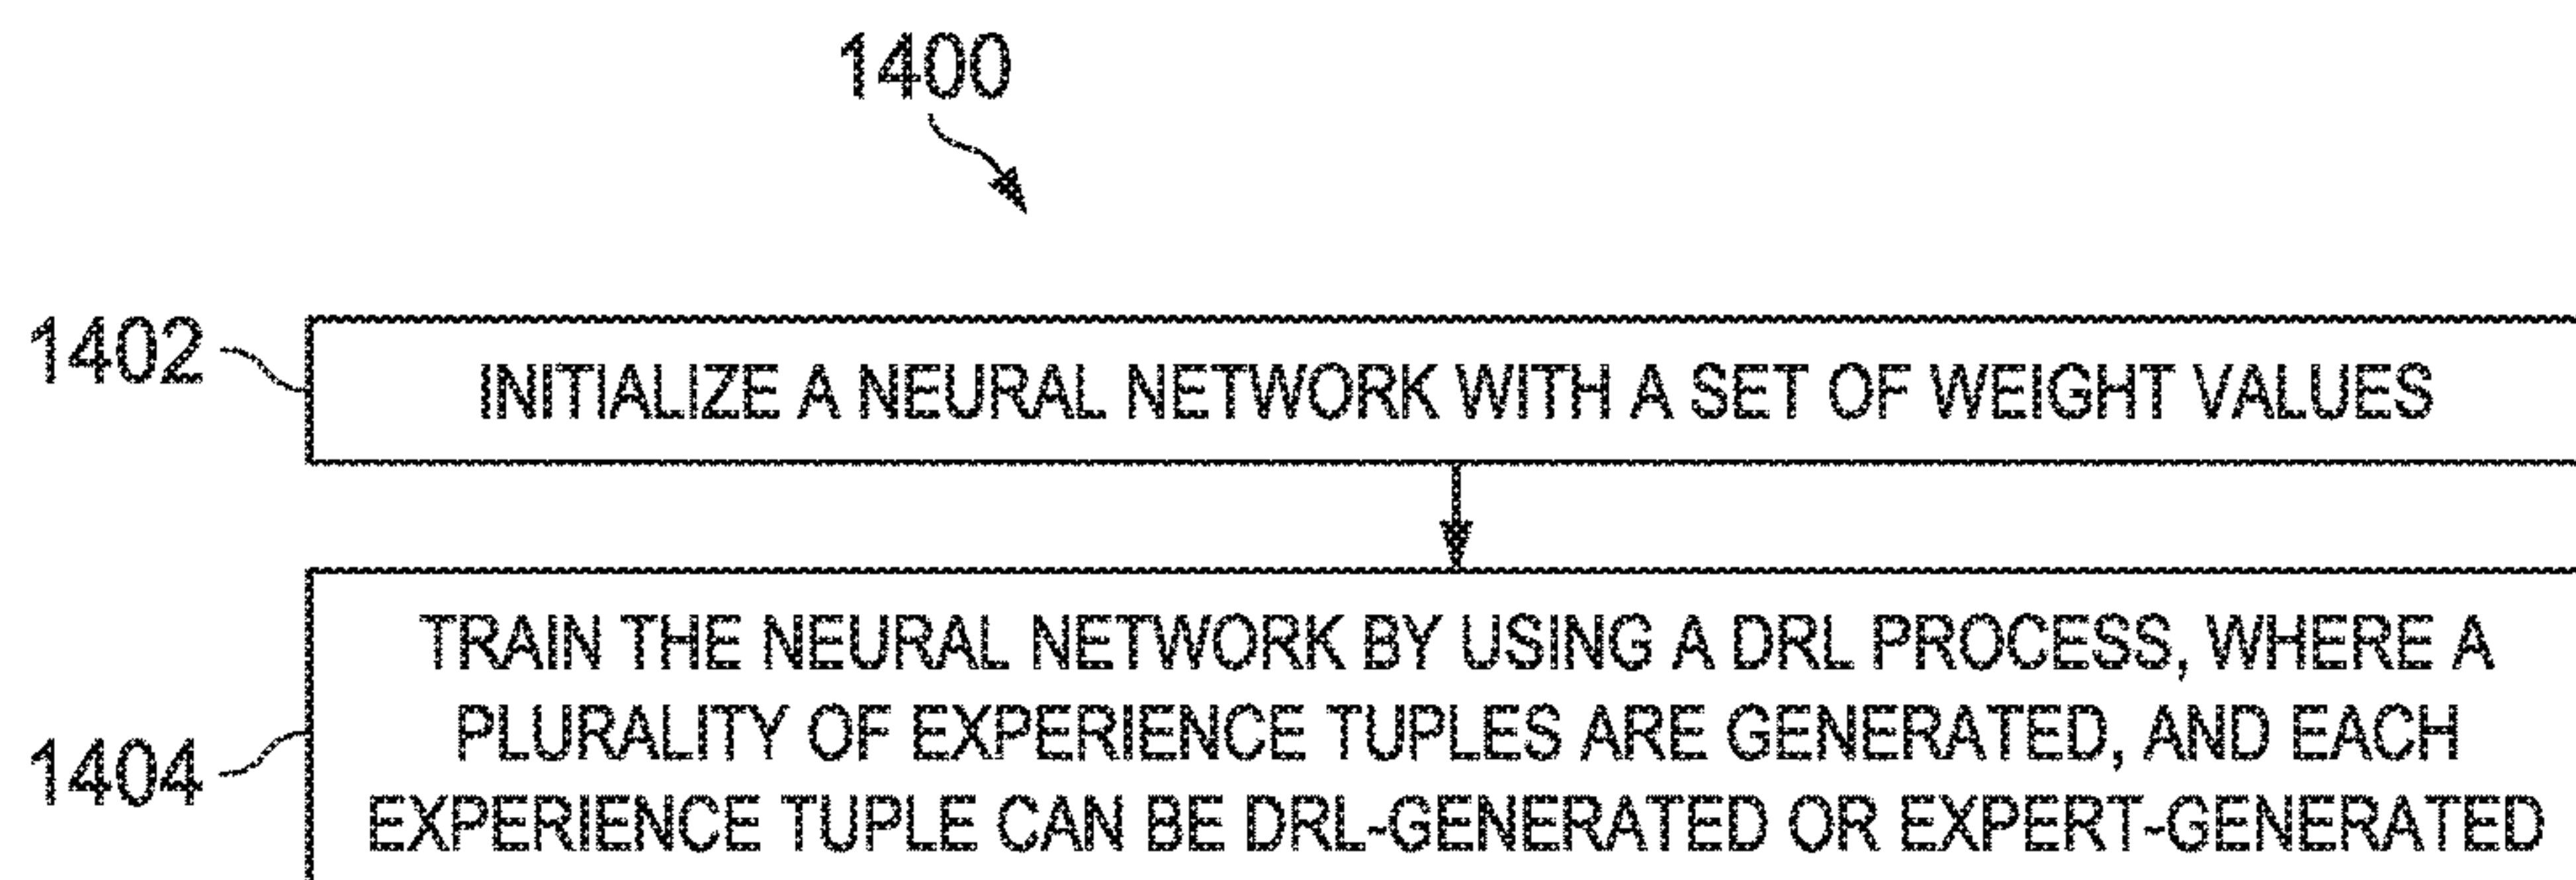 1400
1402
INITIALIZE A NEURAL NETWORK WITH A SET OF WEIGHT VALUES
TRAIN THE NEURAL NETWORK BY USING A DRL PROCESS, WHERE A
PLURALITY OF EXPERIENCE TUPLES ARE GENERATED, AND EACH
1404
EXPERIENCE TUPLE CAN BE DRL-GENERATED OR EXPERT-GENERATED